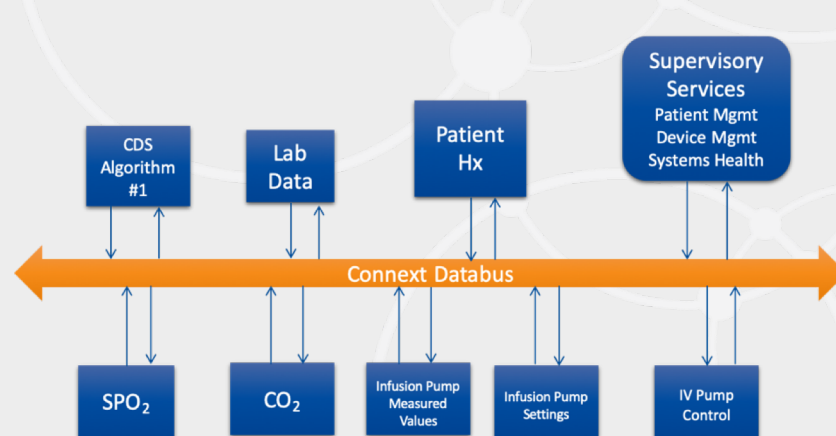 Supervisory
Services
Patient Mgmt
Device Mgmt
Systems Health
CDS
Algorithm
#1
Lab
Data
Patient
Hx
Connext Databus
SPO₂
CO₂
Infusion Pump
Measured
Values
Infusion Pump
Settings
IV Pump
Control